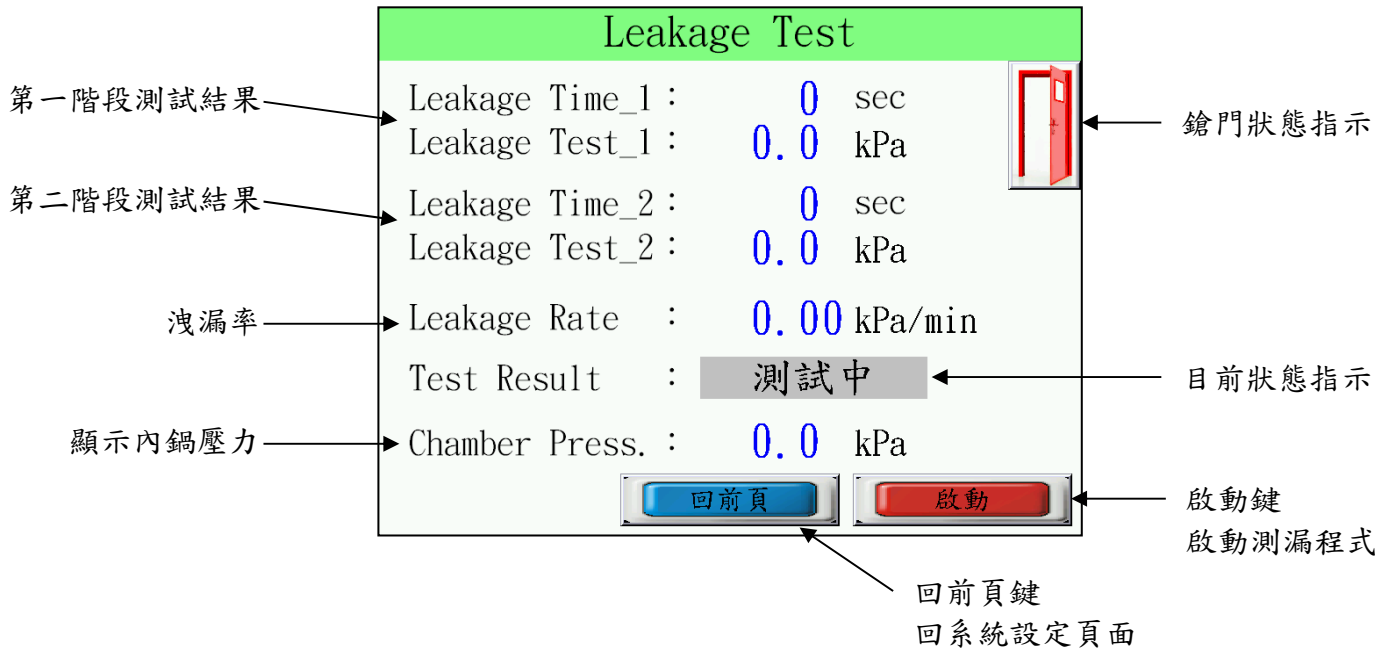 Leakage Test
第一階段測試結果
Leakage Time_1： 0 sec
Leakage Test_1： 0.0 kPa
鎗門狀態指示
第二階段測試結果
Leakage Time_2： 0 sec
Leakage Test_2： 0.0 kPa
洩漏率
Leakage Rate ： 0.00 kPa/min
Test Result ： 測試中
目前狀態指示
顯示內鍋壓力
Chamber Press.： 0.0 kPa
回前頁
啟動
啟動鍵
啟動測漏程式
回前頁鍵
回系統設定頁面